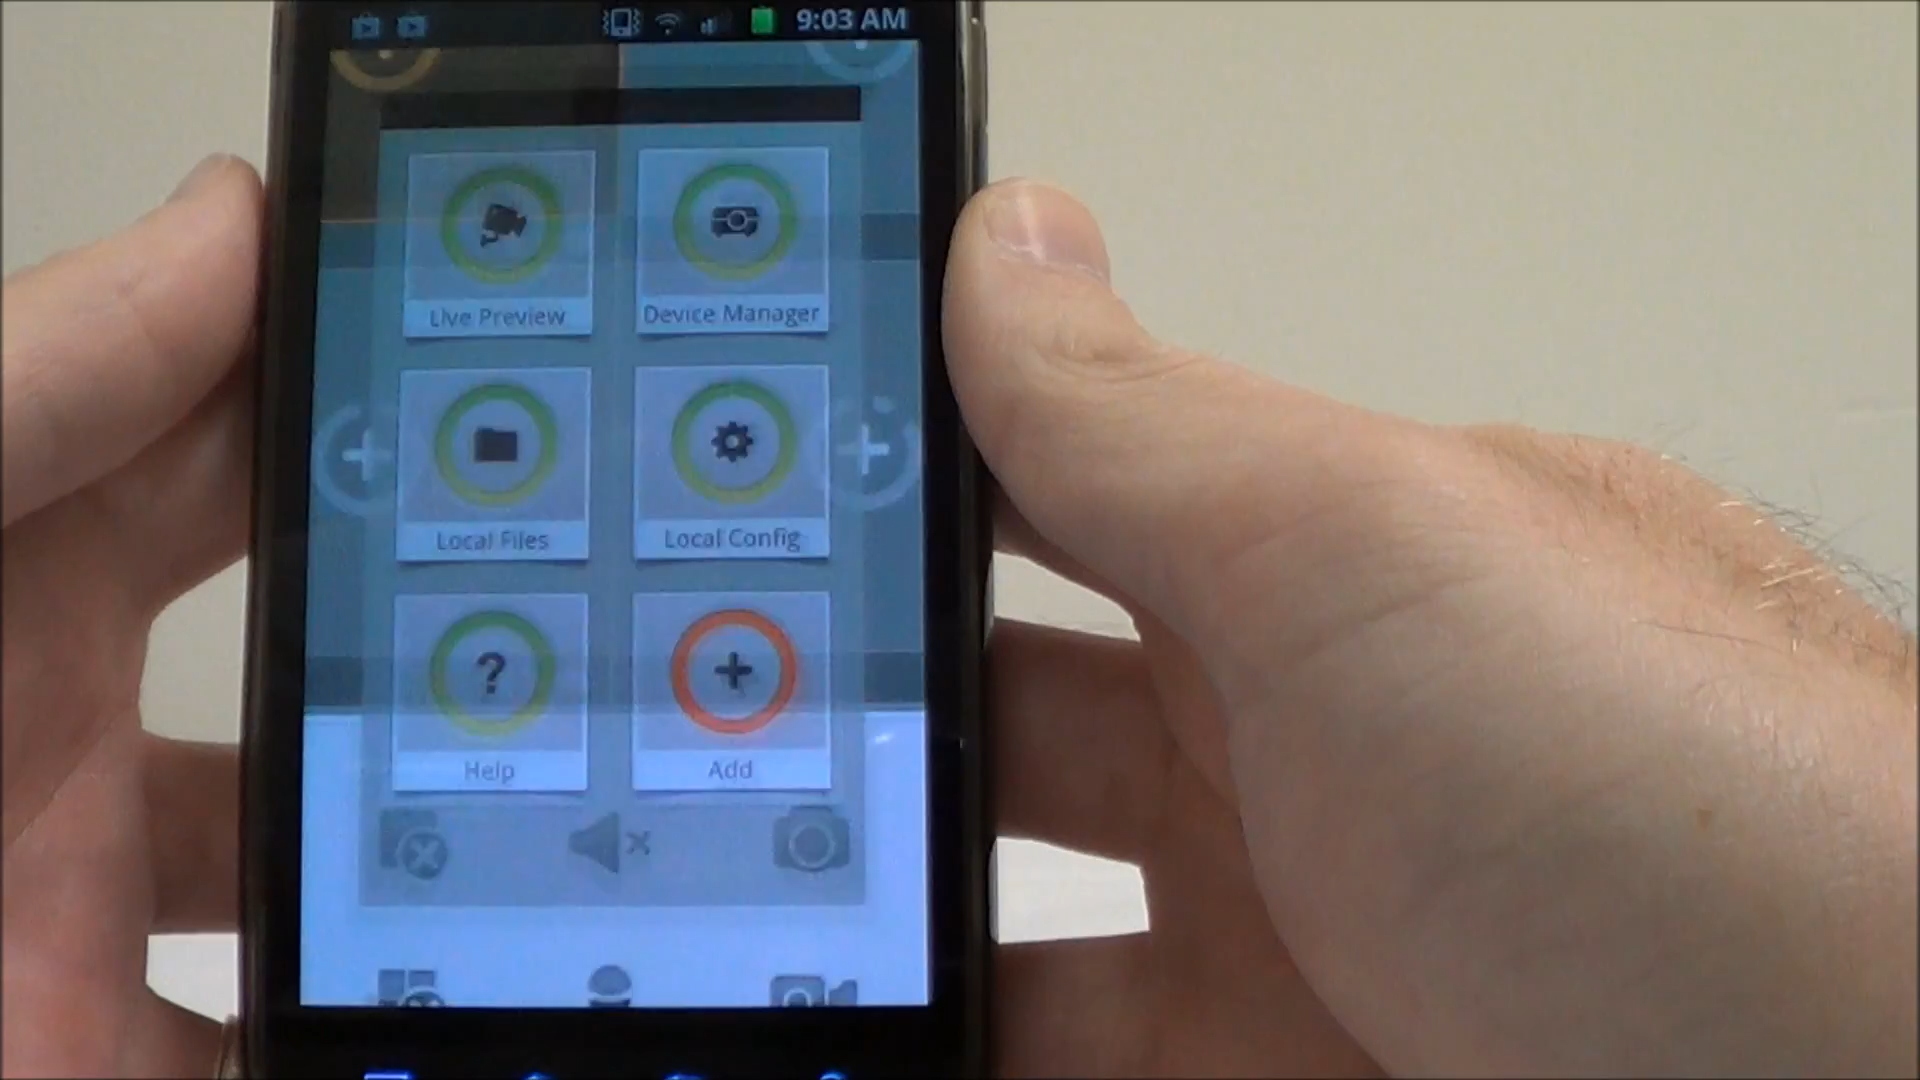 9:03 AM
Live Preview
Device Manager
Local Files
Local Config
?
Help
Add